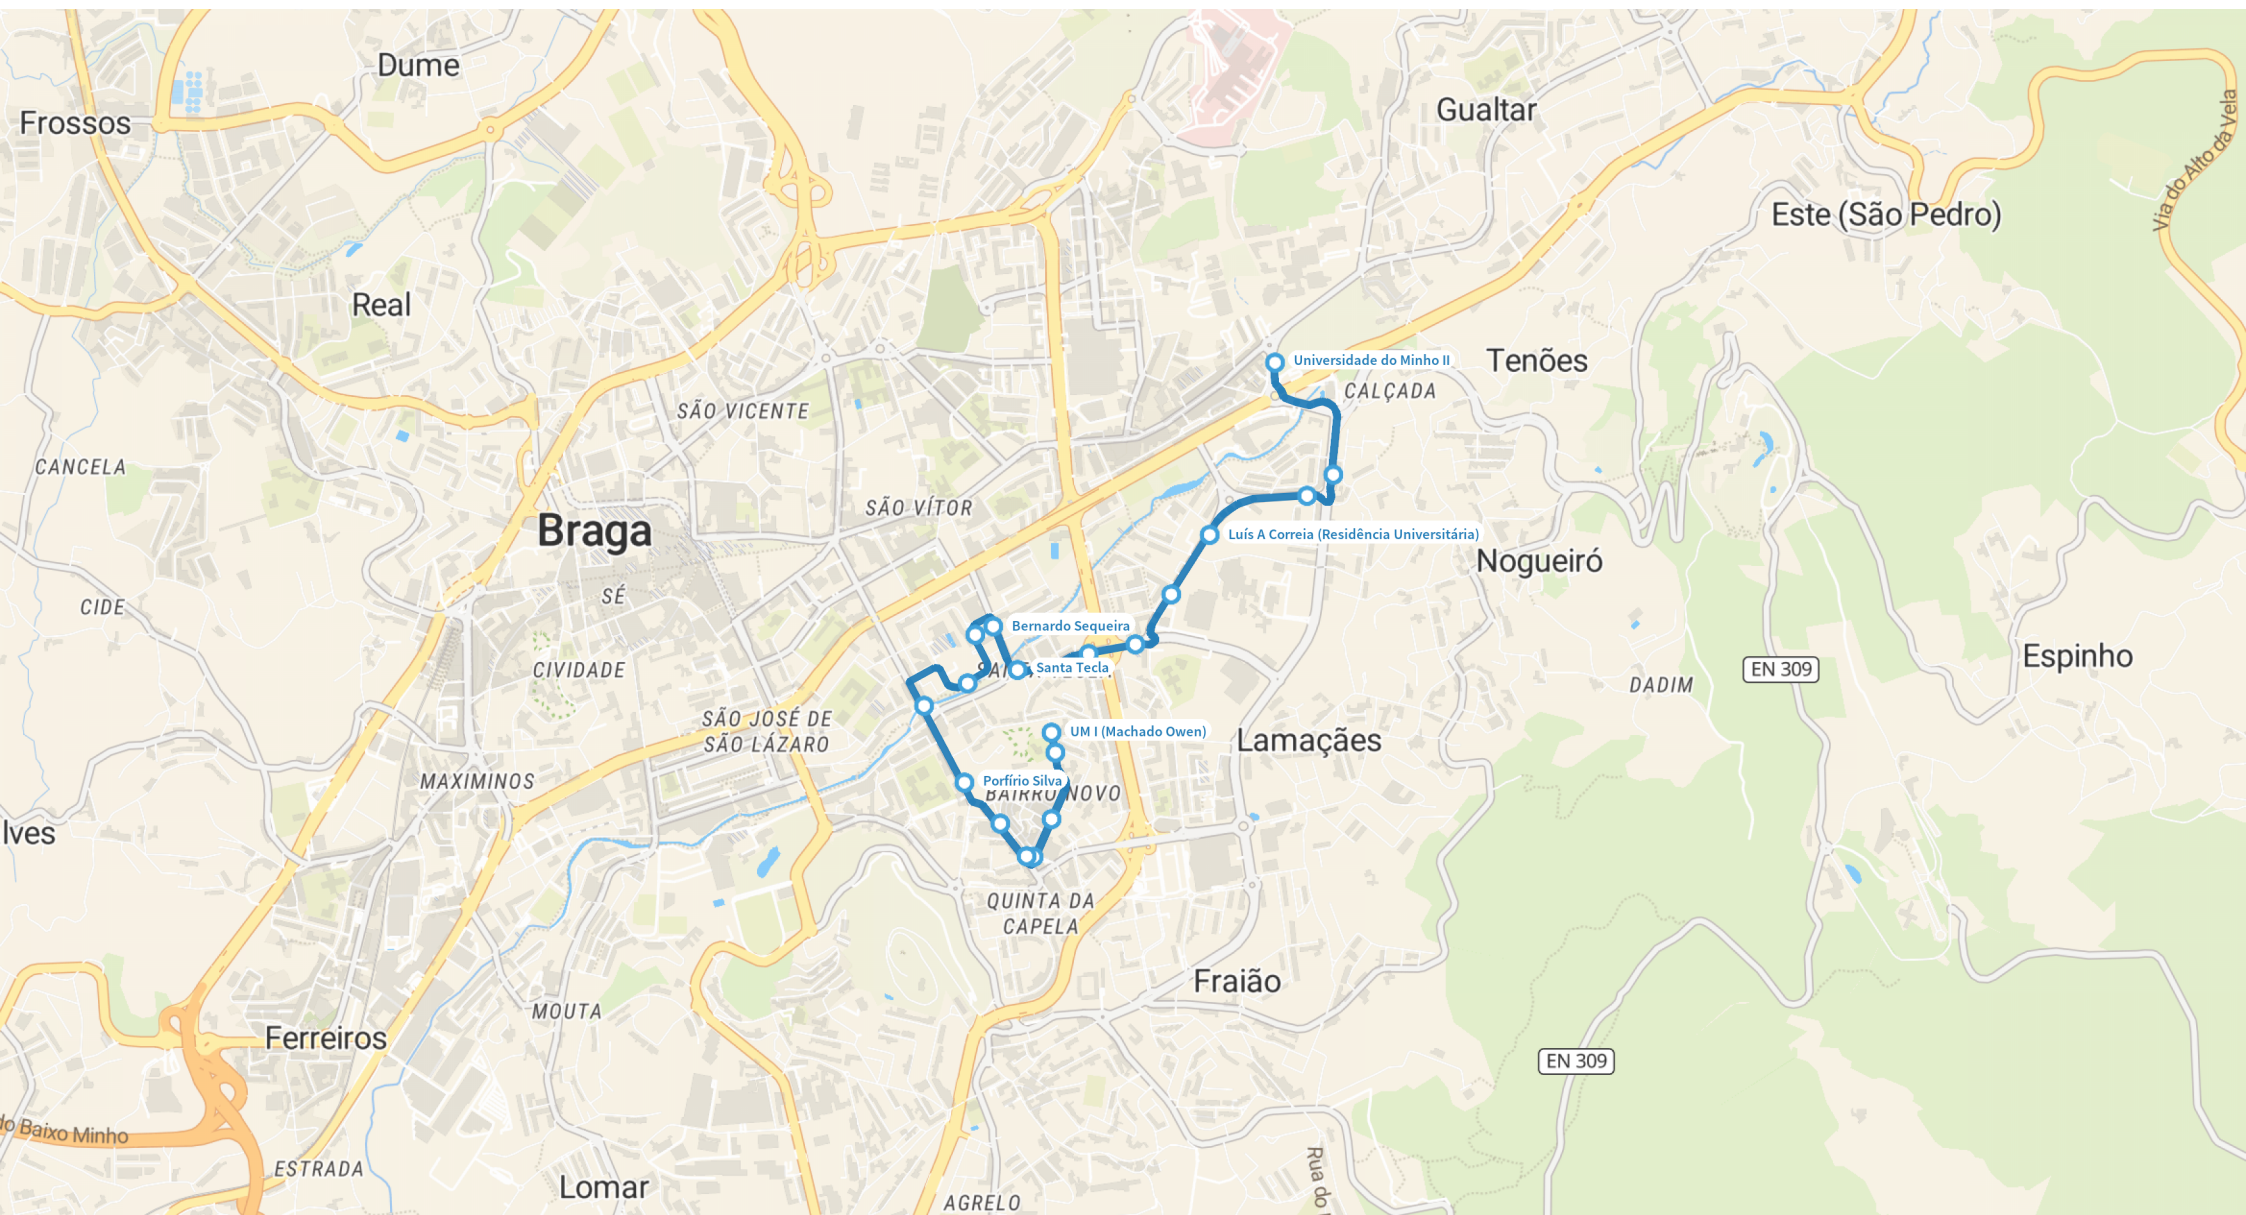 Dume
Frossos
Gualtar
Este (São Pedro)
Via do Alto da Vela
Real
Universidade do Minho II
Tenões
CALÇADA
SÃO VICENTE
CANCELA
SÃO VÍTOR
Braga
Luís A Correia (Residência Universitária)
Nogueiró
SÉ
CIDE
Bernardo Sequeira
Santa Tecla
CIVIDADE
EN 309
Espinho
DADIM
SÃO JOSÉ DE
SÃO LÁZARO
UM I (Machado Owen)
Lamaçães
MAXIMINOS
Porfírio Silva
BAIRRO NOVO
lves
QUINTA DA
CAPELA
Fraião
MOUTA
Ferreiros
EN 309
do Baixo Minho
ESTRADA
Rua do
Lomar
AGRELO